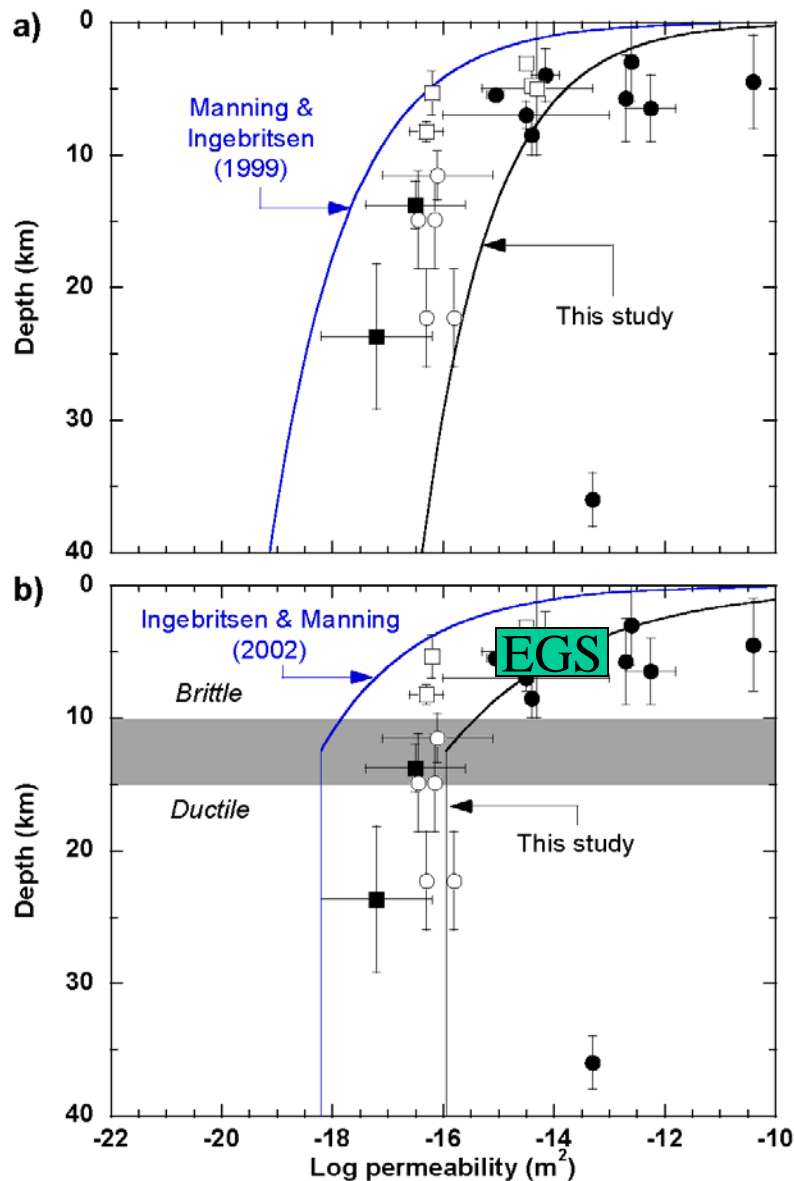 a)
0
10
20
30
40
Depth (km)
Manning &
Ingebritsen
(1999)
This study
b)
0
10
20
30
40
Depth (km)
Ingebritsen & Manning
(2002)
EGS
Brittle
Ductile
This study
-22 -20 -18 -16 -14 -12 -10
Log permeability (m²)